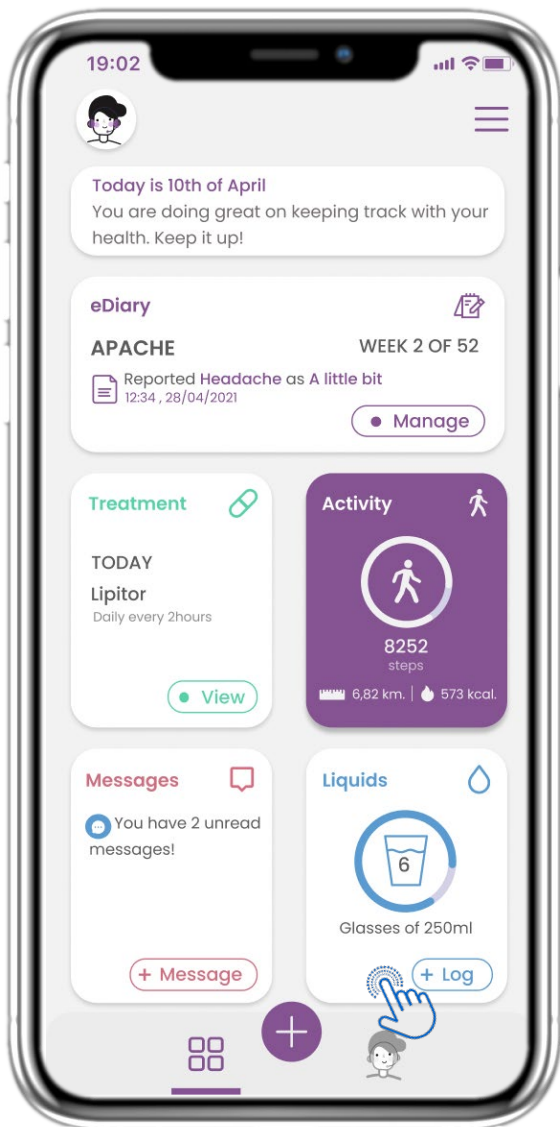 19:02
Today is 10th of April
You are doing great on keeping track with your
health. Keep it up!
eDiary
APACHE
WEEK 2 OF 52
Reported Headache as A little bit
12:34 , 28/04/2021
Manage
Treatment
TODAY
Lipitor
Daily every 2hours
View
Activity
8252
steps
6,82 km. | 573 kcal.
Messages
You have 2 unread
messages!
+ Message
Liquids
6
Glasses of 250ml
+ Log